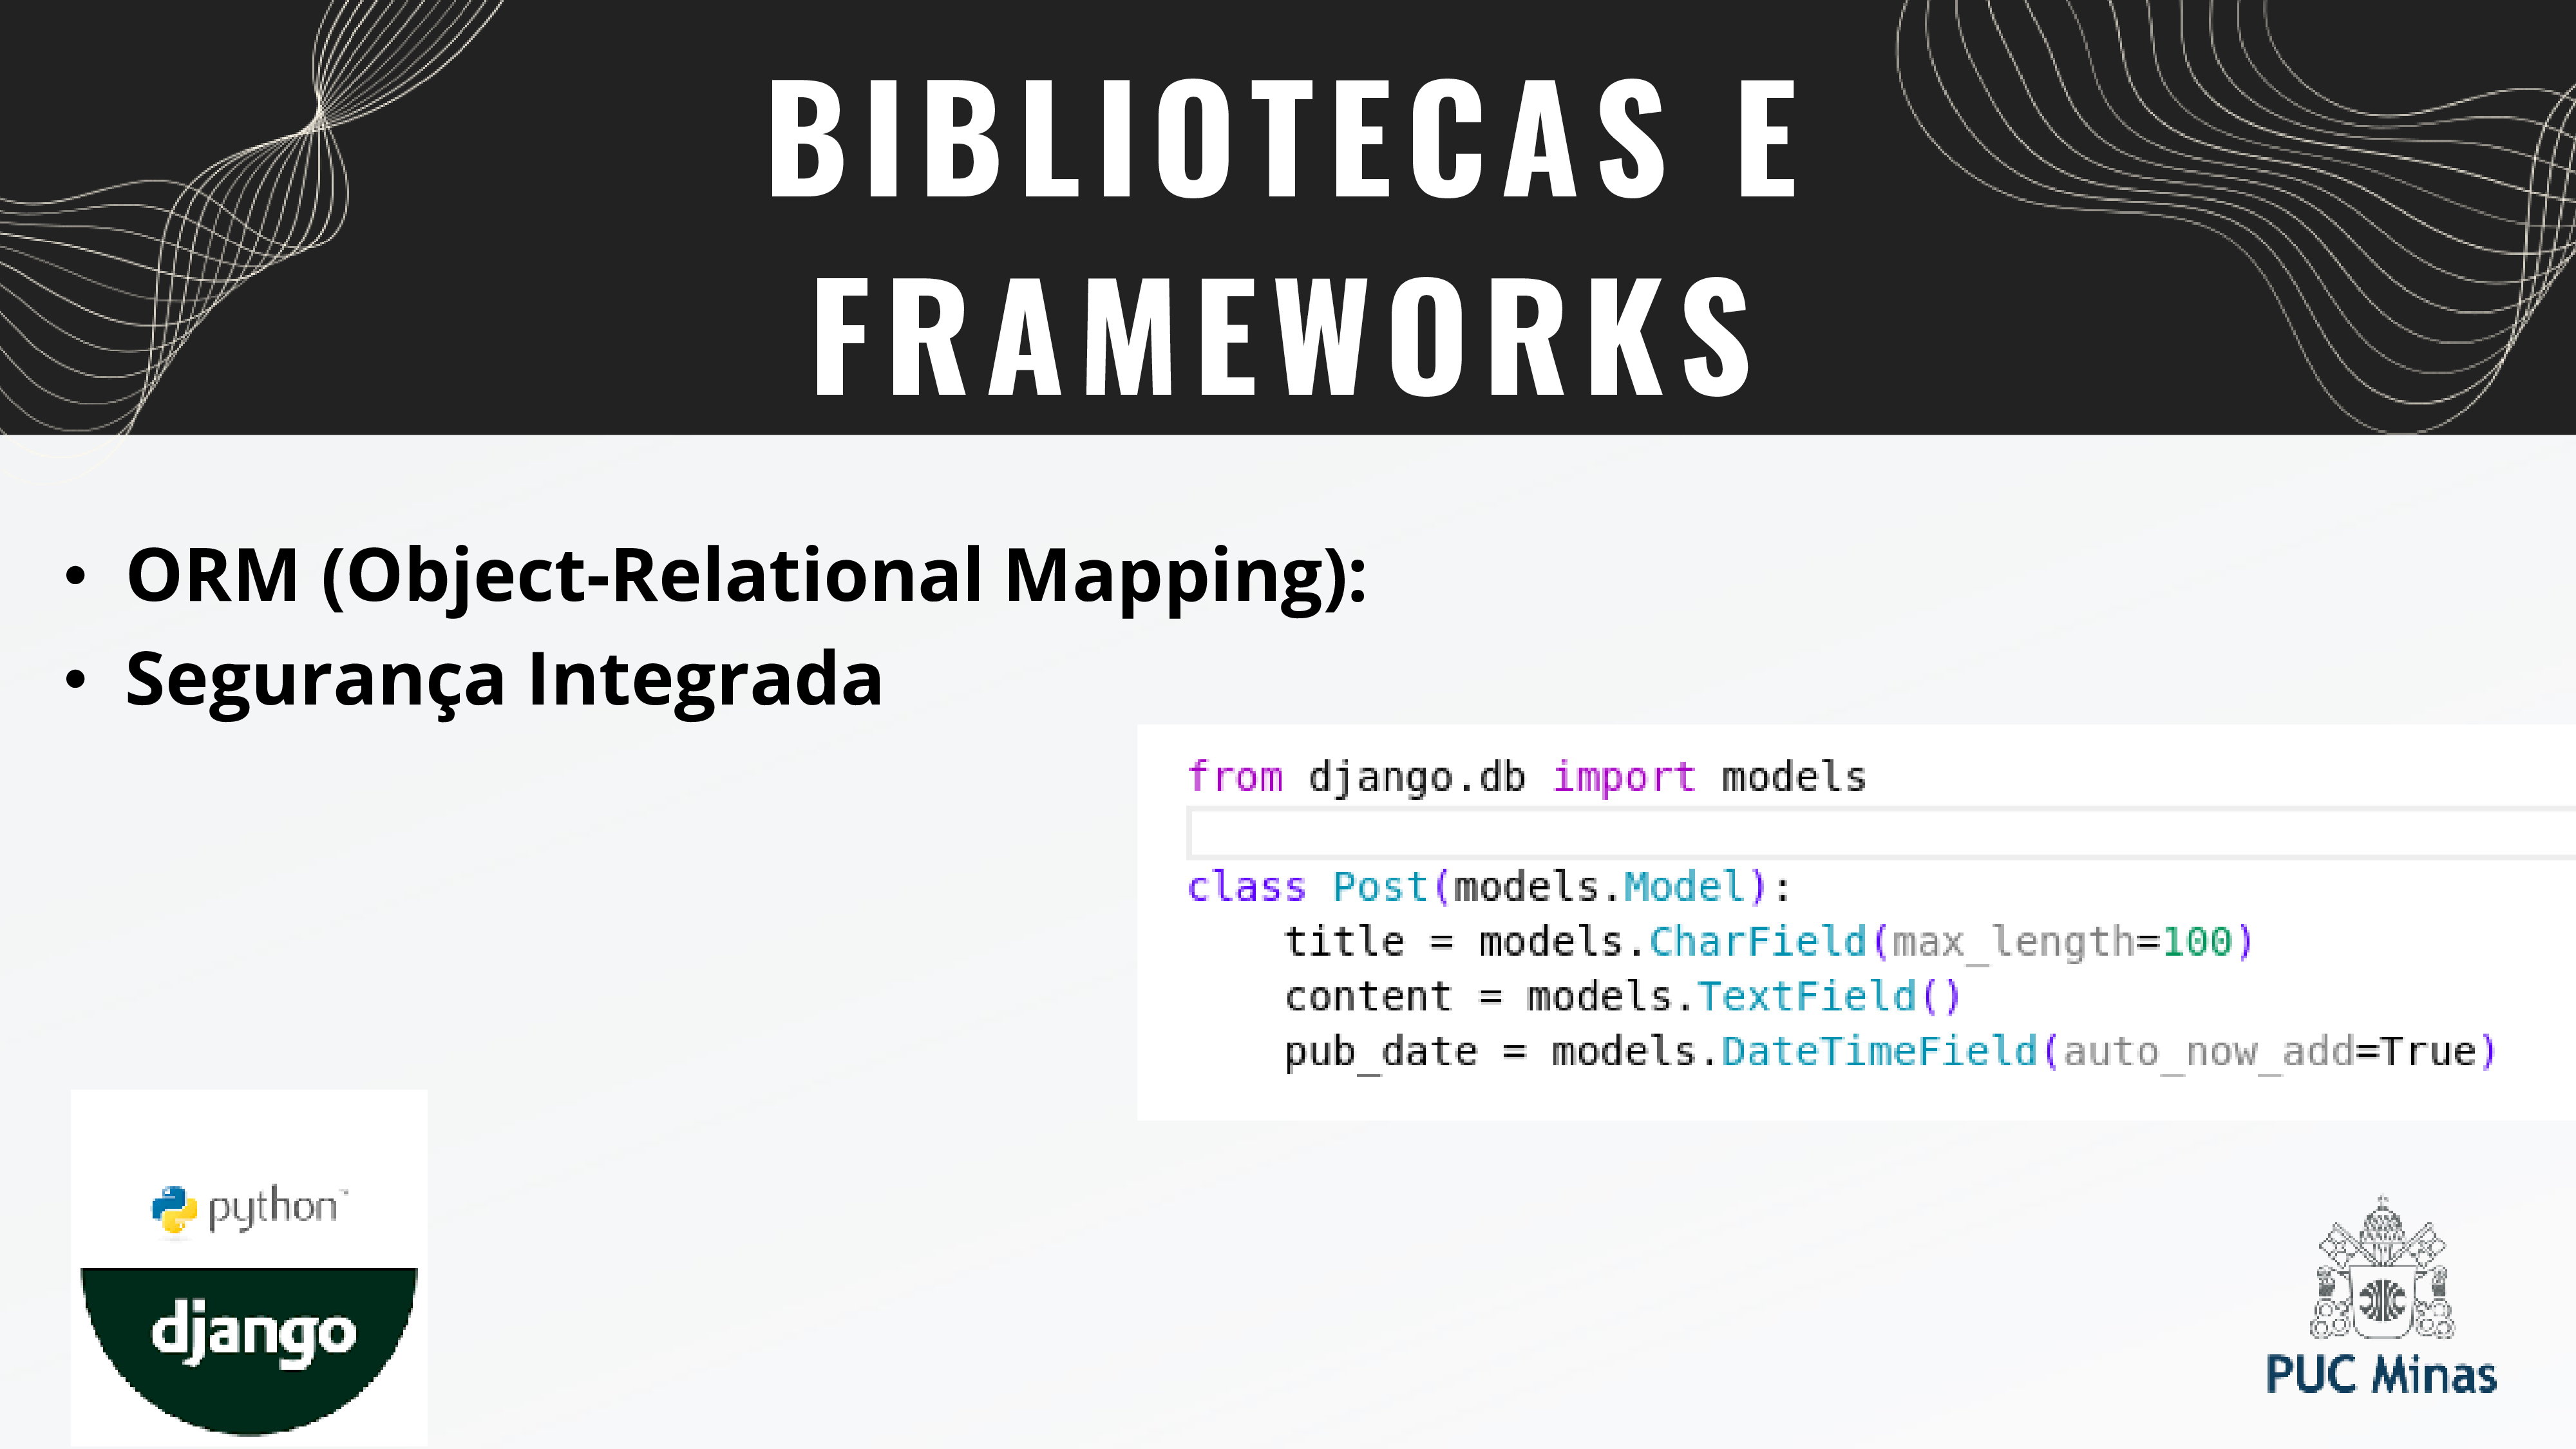 BIBLIOTECAS E
FRAMEWORKS
• ORM (Object-Relational Mapping):
• Segurança Integrada
from django.db import models
class Post(models.Model):
    title = models.CharField(max_length=100)
    content = models.TextField()
    pub_date = models.DateTimeField(auto_now_add=True)
python™
django
PUC Minas